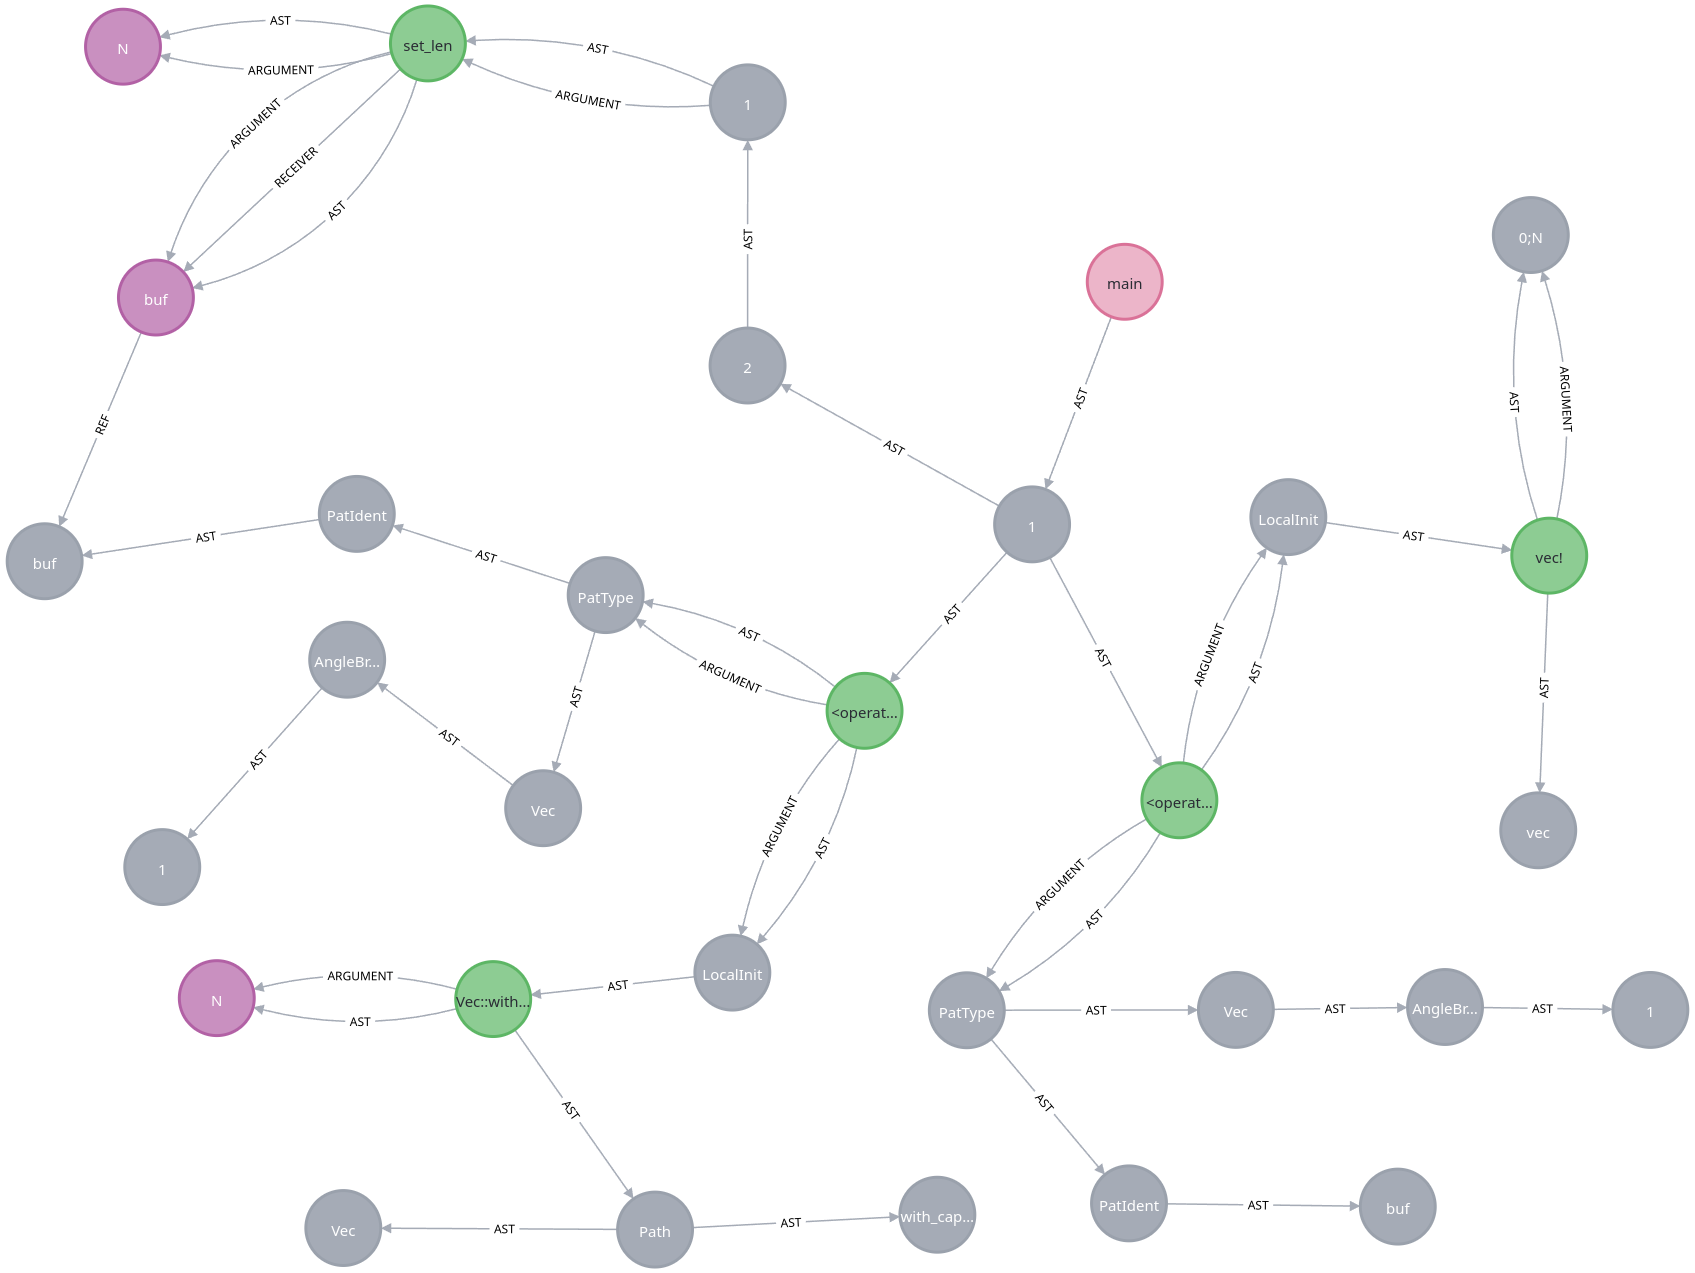 N
AST
set_len
ARGUMENT
AST
ARGUMENT
1
ARGUMENT
RECEIVER
AST
buf
AST
0;N
main
2
AST
AST
ARGUMENT
REF
AST
PatIdent
AST
buf
AST
PatType
1
LocalInit
AST
vec!
AST
AST
ARGUMENT
AST
ARGUMENT
AST
AST
AngleBr...
AST
AST
<operat...
AST
AST
Vec
1
ARGUMENT
AST
<operat...
vec
ARGUMENT
AST
LocalInit
AST
N
ARGUMENT
AST
Vec::with...
PatType
AST
Vec
AST
AngleBr...
AST
1
AST
AST
Vec
AST
Path
AST
with_cap...
PatIdent
AST
buf